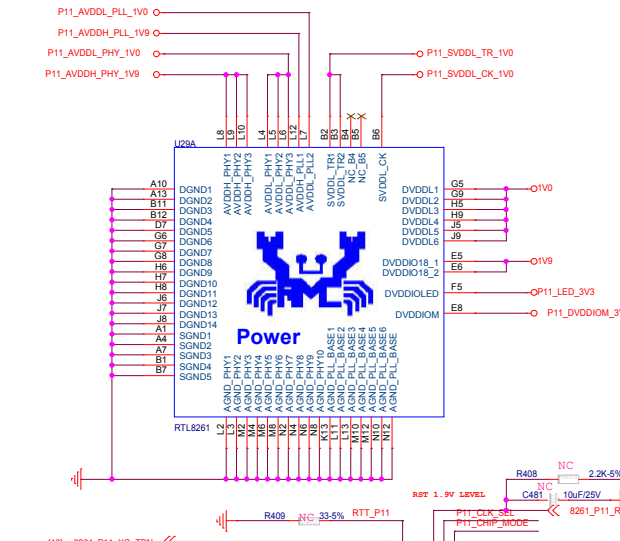 P11_AVDDL_PLL_1V0
P11_AVDDH_PLL_1V9
P11_AVDDL_PHY_1V0
P11_AVDDH_PHY_1V9
P11_SVDDL_TR_1V0
P11_SVDDL_CK_1V0
L8
L9
L10
L4
L5
L6
L12
L7
B2
B3
B4
B5
B6
U29A
AVDDH_PHY1
AVDDH_PHY2
AVDDH_PHY3
AVDDL_PHY1
AVDDL_PHY2
AVDDL_PHY3
AVDDH_PLL1
AVDDL_PLL2
SVDDL_TR1
SVDDL_TR2
NC_B4
NC_B5
SVDDL_CK
A10 DGND1
A13 DGND2
B11 DGND3
B12 DGND4
D7 DGND5
G6 DGND6
G7 DGND7
G8 DGND8
H6 DGND9
H7 DGND10
H8 DGND11
J6 DGND12
J7 DGND13
J8 DGND14
A1 SGND1
A4 SGND2
A7 SGND3
B1 SGND4
B7 SGND5
DVDDL1 G5 1V0
DVDDL2 G9
DVDDL3 H5
DVDDL4 H9
DVDDL5 J5
DVDDL6 J9
DVDDIO18_1 E5 1V9
DVDDIO18_2 E6
DVDDIOLED F5 P11_LED_3V3
DVDDIOM E8 P11_DVDDIOM_3V
Power
AGND_PHY1
AGND_PHY2
AGND_PHY3
AGND_PHY4
AGND_PHY5
AGND_PHY6
AGND_PHY7
AGND_PHY8
AGND_PHY9
AGND_PHY10
AGND_PLL_BASE1
AGND_PLL_BASE2
AGND_PLL_BASE3
AGND_PLL_BASE4
AGND_PLL_BASE5
AGND_PLL_BASE6
AGND_PLL_BASE
RTL8261
L2
L3
M2
M4
M6
M8
N2
N4
N6
N8
K13
L11
L13
M10
M12
N10
N12
R408 NC 2.2K-5%
RST 1.9V LEVEL
C481 NC 10uF/25V
8261_P11_R
P11_CLK_SEL
P11_CHIP_MODE
R409 NC 33-5% RTT_P11